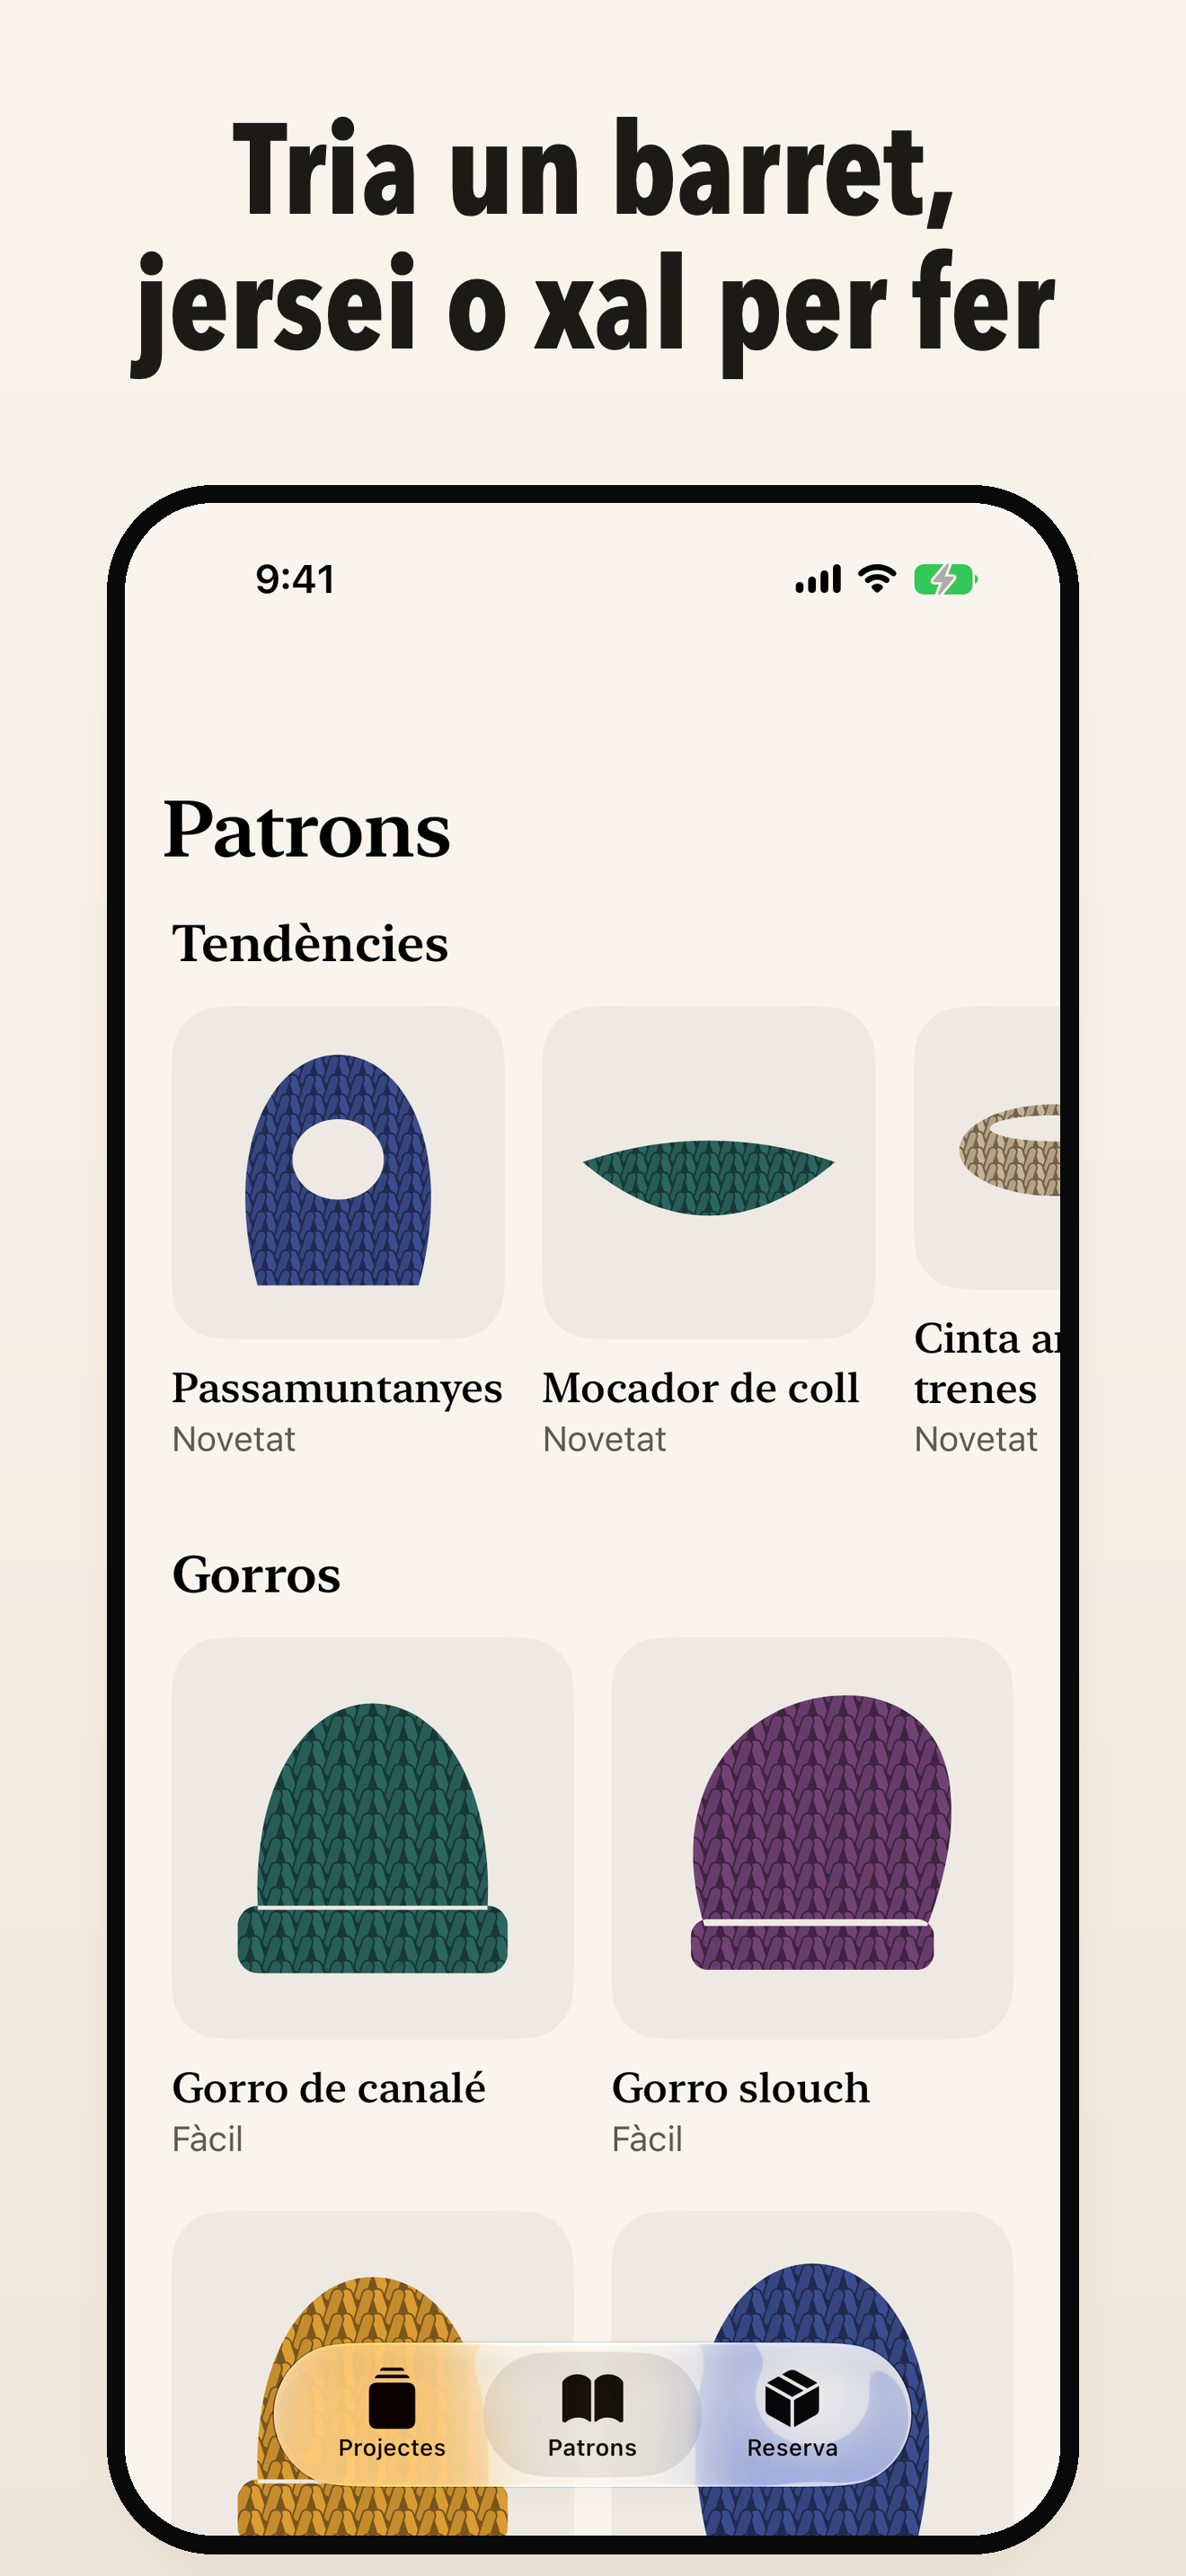 Tria un barret,
jersei o xal per fer
9:41
Patrons
Tendències
Passamuntanyes
Novetat
Mocador de coll
Novetat
Cinta
trenes
Novetat
Gorros
Gorro de canalé
Fàcil
Gorro slouch
Fàcil
Projectes
Patrons
Reserva